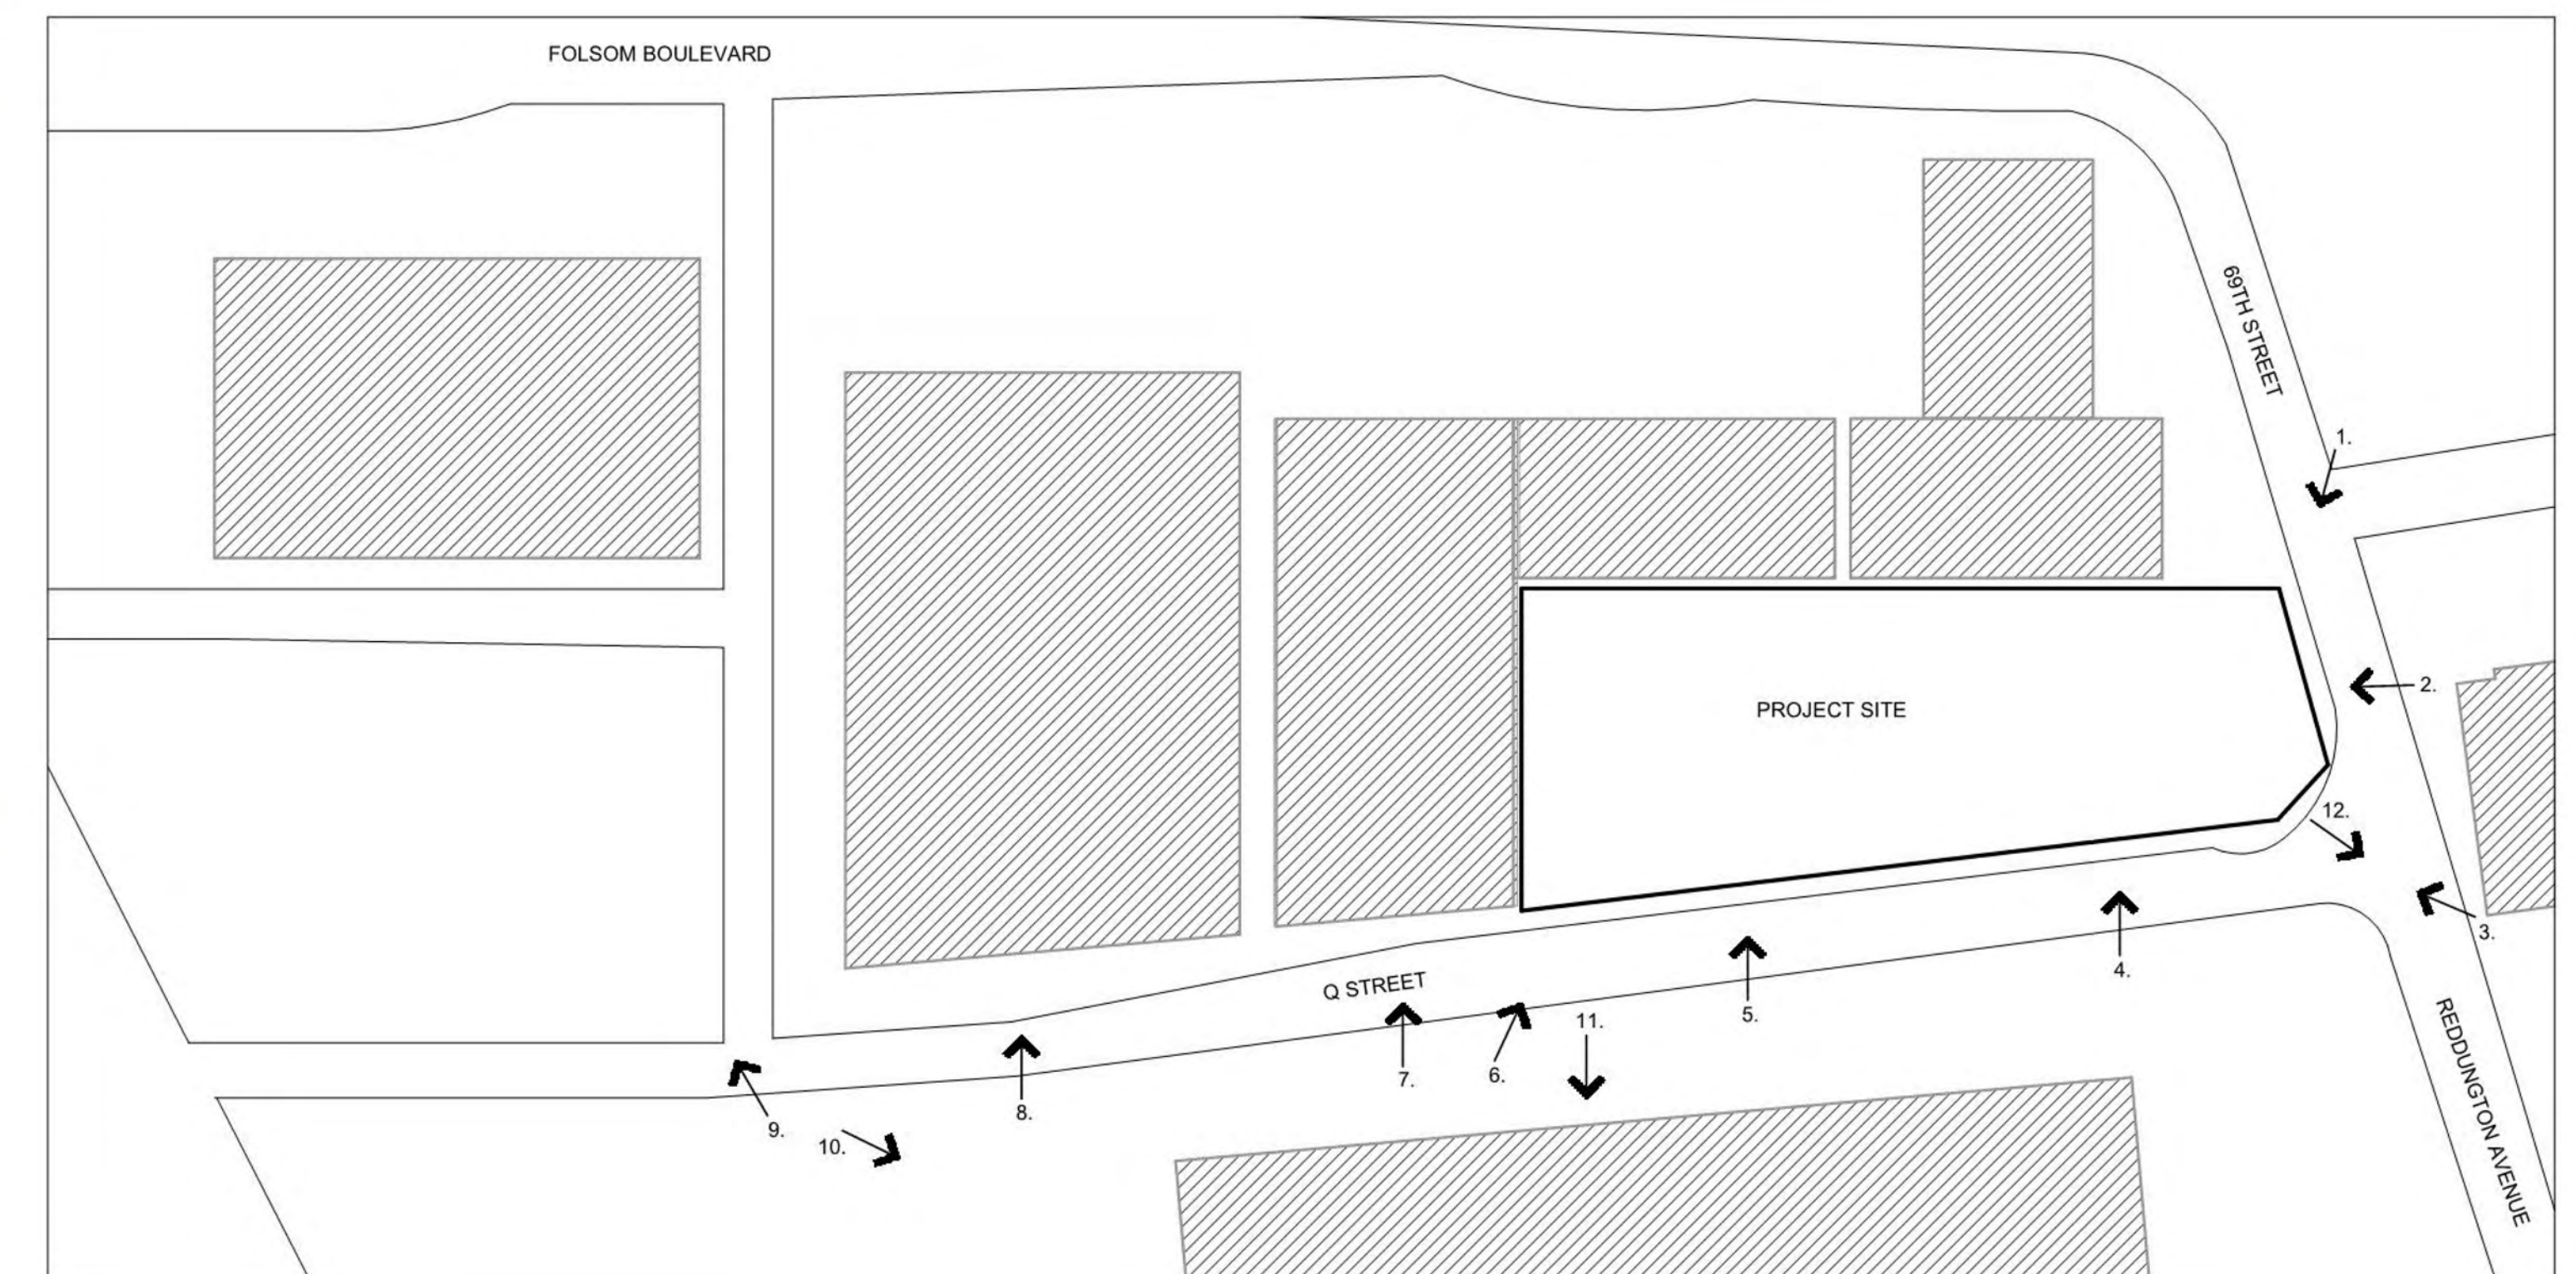 FOLSOM BOULEVARD
69TH STREET
1.
2.
PROJECT SITE
12.
3.
4.
Q STREET
5.
11.
6.
7.
8.
9.
10.
REDDUNGTON AVENUE